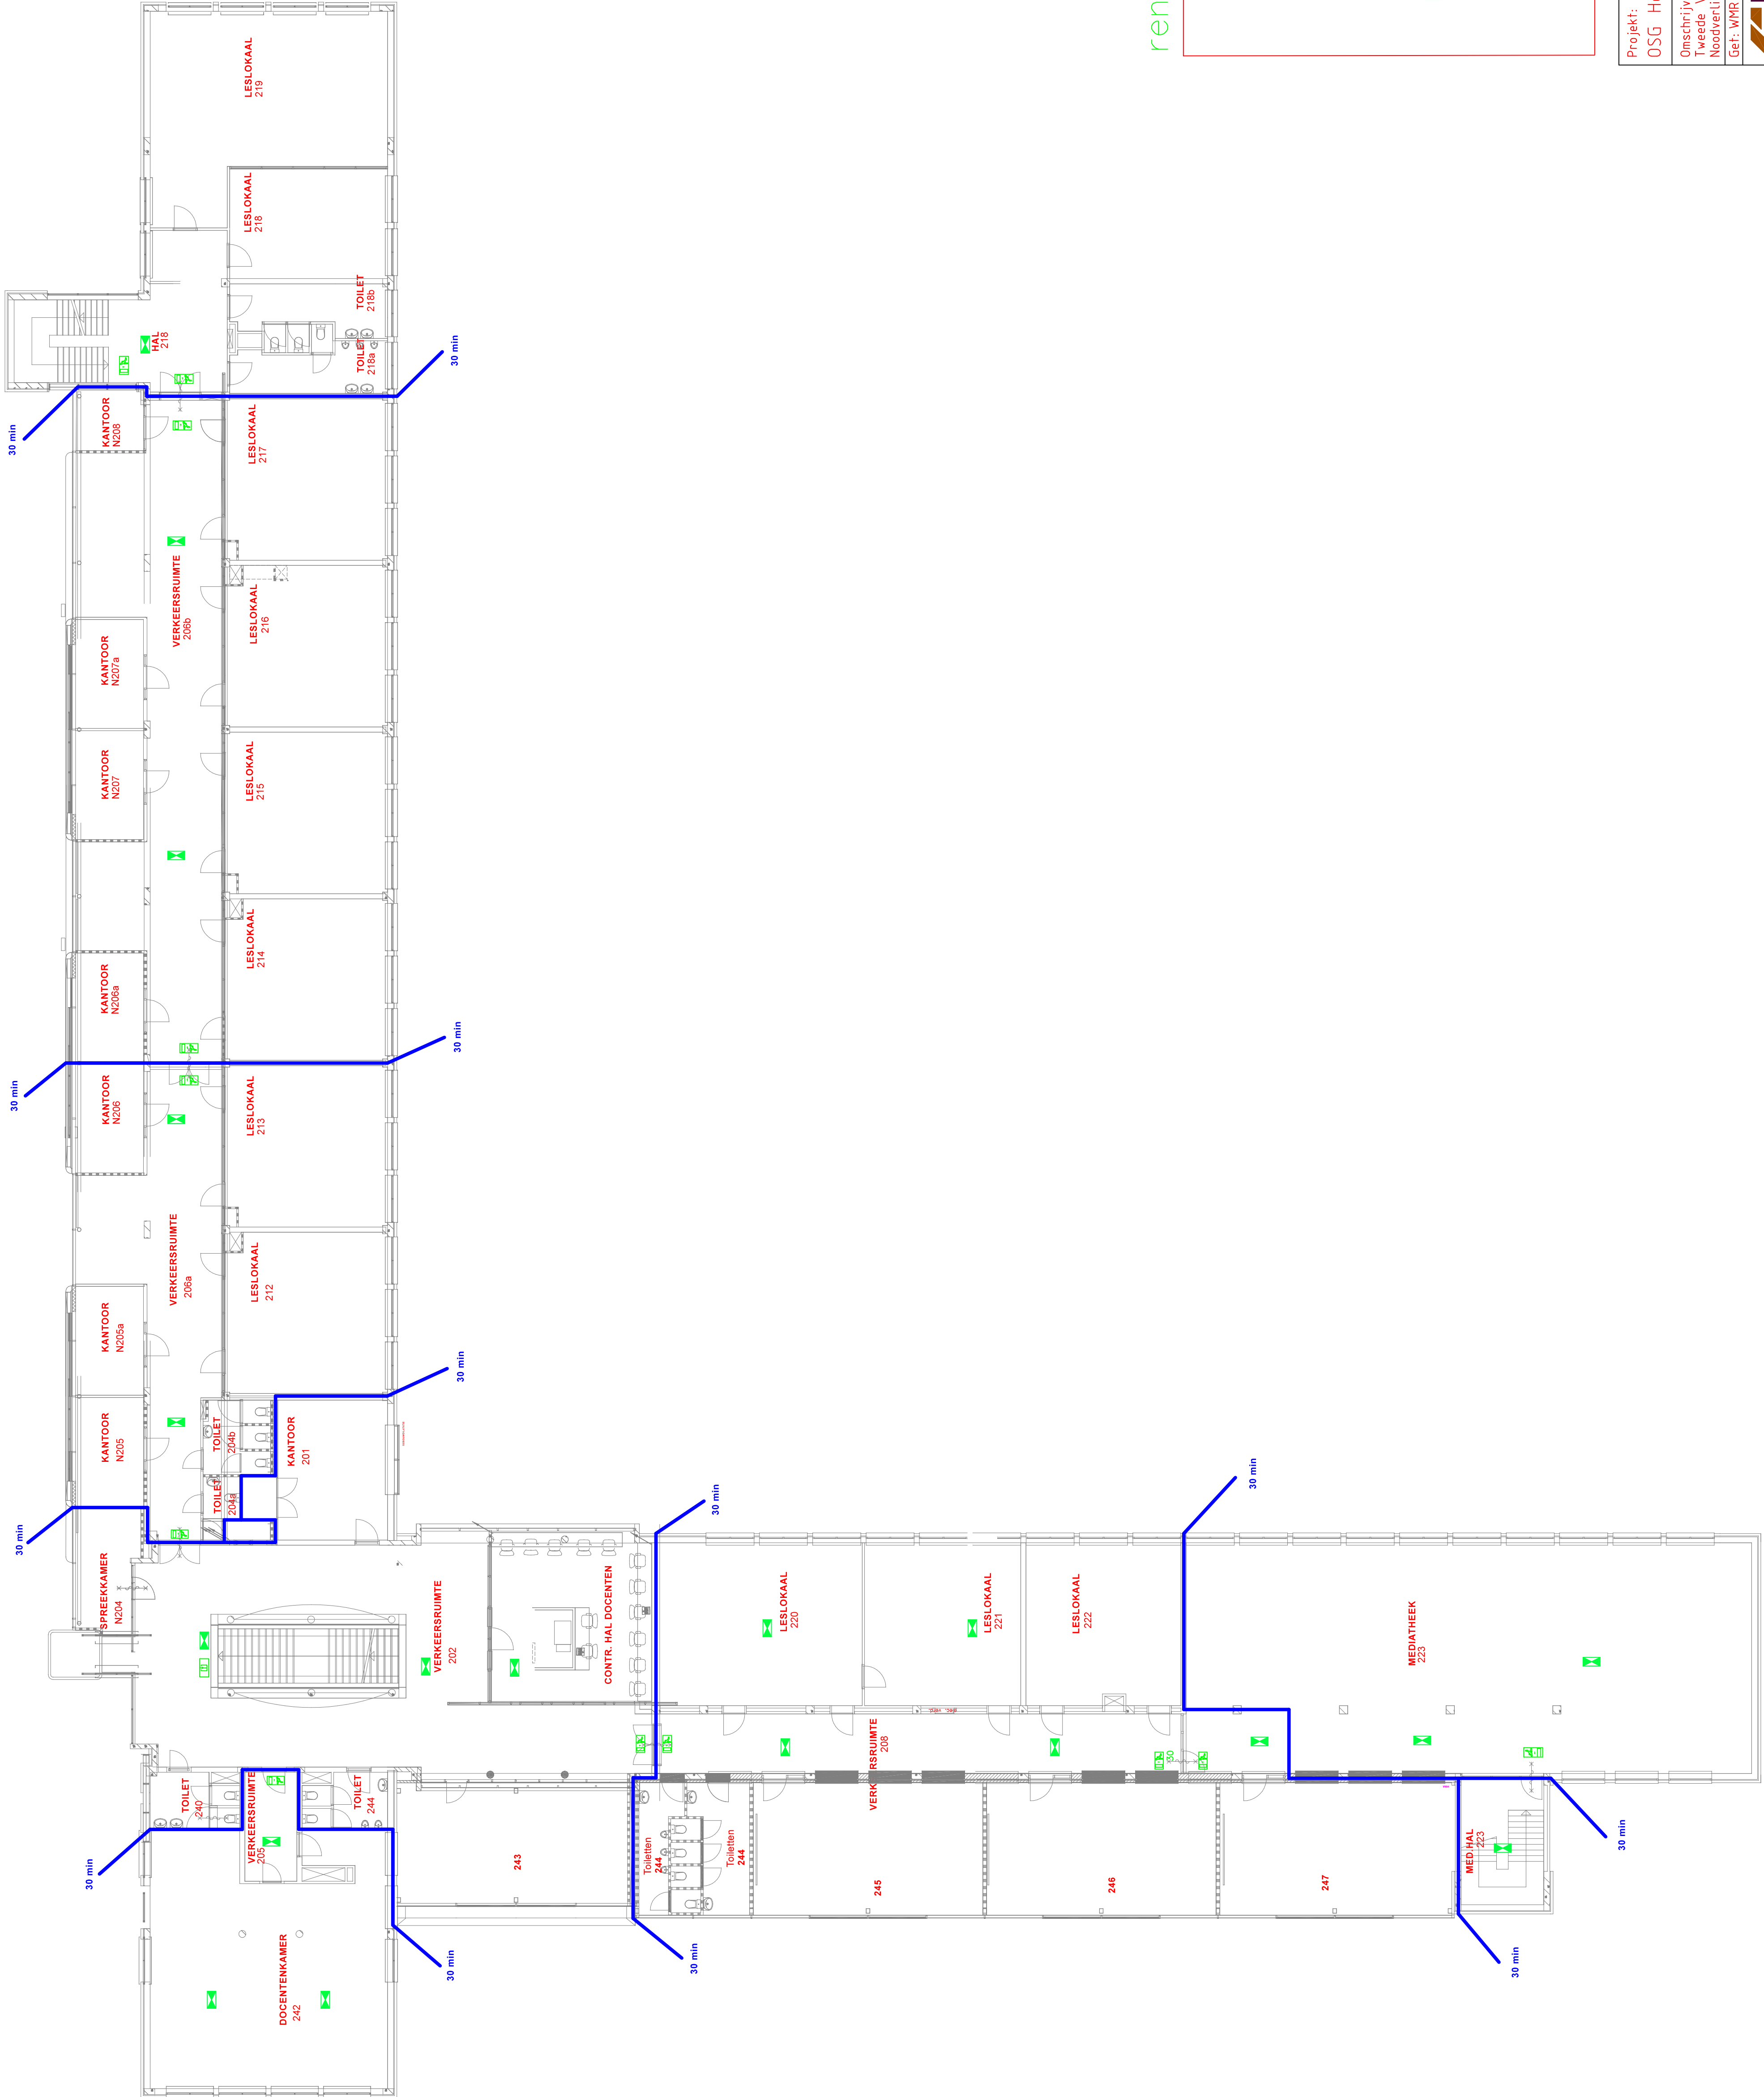 LESLOKAAL
219
LESLOKAAL
218
TOILET
218b
TOILET
218a
HAL
218
30 min
30 min
KANTOOR
N208
LESLOKAAL
217
VERKEERSRUIMTE
206b
LESLOKAAL
216
KANTOOR
N207a
KANTOOR
N207
LESLOKAAL
215
LESLOKAAL
214
KANTOOR
N206a
30 min
30 min
KANTOOR
N206
LESLOKAAL
213
VERKEERSRUIMTE
206a
LESLOKAAL
212
KANTOOR
N205a
30 min
KANTOOR
N205
TOILET
204b
TOILET
204a
KANTOOR
201
30 min
SPREEKKAMER
N204
VERKEERSRUIMTE
202
CONTR. HAL DOCENTEN
30 min
30 min
LESLOKAAL
220
LESLOKAAL
221
LESLOKAAL
222
MEDIATHEEK
223
VERKEERSRUIMTE
208
TOILET
240
VERKEERSRUIMTE
205
TOILET
244
30 min
243
Toiletten
244
Toiletten
244
245
246
247
MED.HAL
223
30 min
DOCENTENKAMER
242
30 min
30 min
30 min
ren
Projekt:
OSG H
Omschrijv
Tweede V
Noodverli
Get: WMR